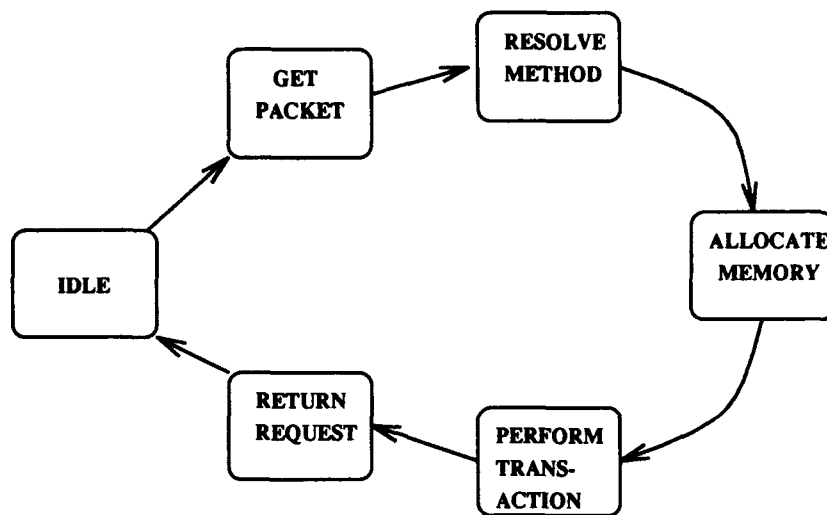 RESOLVE
METHOD
GET
PACKET
ALLOCATE
MEMORY
IDLE
RETURN
REQUEST
PERFORM
TRANS-
ACTION